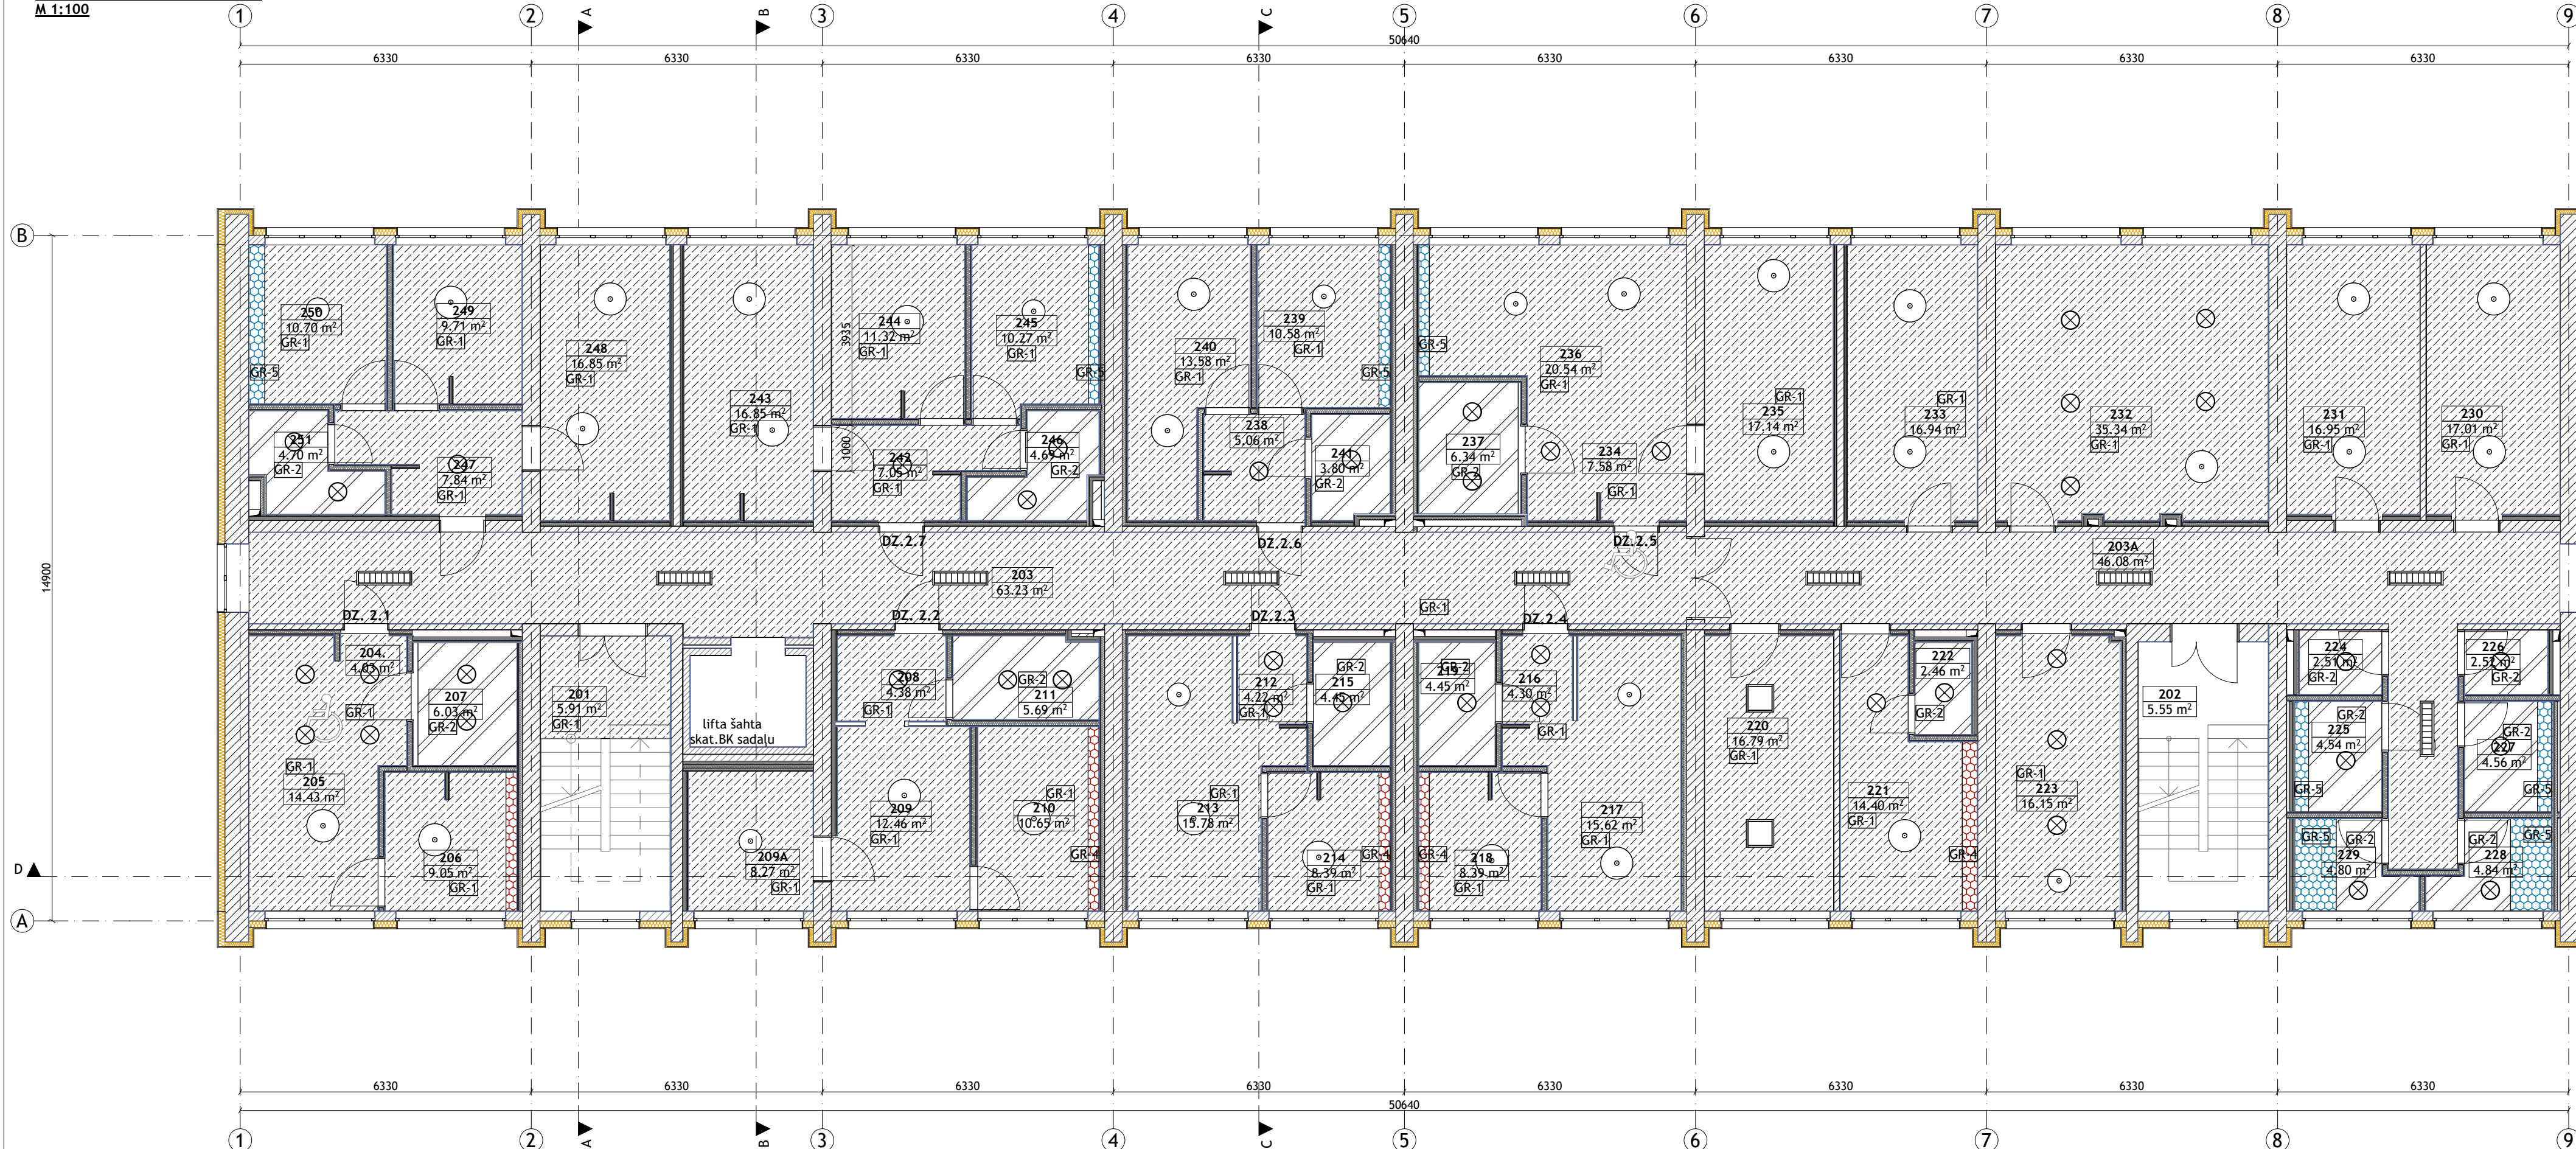 M 1:100
1
2
A
B
3
4
C
5
6
7
8
9
50640
6330
6330
6330
6330
6330
6330
6330
6330
B
14900
250
10.70 m²
GR-1
GR-5
249
9.71 m²
GR-1
248
16.85 m²
GR-1
243
16.85 m²
GR-1
244
11.32 m²
GR-1
3935
1000
245
10.27 m²
GR-1
GR-5
240
13.58 m²
GR-1
239
10.58 m²
GR-1
GR-5
GR-5
236
20.54 m²
GR-1
235
17.14 m²
GR-1
233
16.94 m²
GR-1
232
35.34 m²
GR-1
231
16.95 m²
GR-1
230
17.01 m²
GR-1
251
4.70 m²
GR-2
247
7.84 m²
GR-1
242
7.05 m²
GR-1
246
4.69 m²
GR-2
238
5.06 m²
241
3.80 m²
GR-2
237
6.34 m²
GR-2
234
7.58 m²
GR-1
DZ.2.7
DZ.2.6
DZ.2.5
203
63.23 m²
GR-1
203A
46.08 m²
DZ. 2.1
DZ.2.2
DZ.2.3
DZ.2.4
204.
4.03 m²
GR-1
207
6.03 m²
GR-2
GR-1
205
14.43 m²
206
9.05 m²
GR-1
201
5.91 m²
GR-1
lifta šahta
skat.BK sadaļu
209A
8.27 m²
GR-1
208
4.38 m²
GR-1
GR-2
211
5.69 m²
209
12.46 m²
GR-1
GR-1
210
10.65 m²
GR-4
212
4.22 m²
GR-1
GR-2
215
4.45 m²
GR-1
213
15.78 m²
214
8.39 m²
GR-1
GR-4
GR-2
219
4.45 m²
216
4.30 m²
GR-1
GR-4
218
8.39 m²
GR-1
217
15.62 m²
GR-1
220
16.79 m²
GR-1
222
2.46 m²
GR-2
221
14.40 m²
GR-1
GR-4
GR-1
223
16.15 m²
202
5.55 m²
224
2.51 m²
GR-2
226
2.52 m²
GR-2
GR-2
225
4.54 m²
GR-5
GR-2
227
4.56 m²
GR-5
GR-5
GR-2
229
4.80 m²
GR-2
GR-5
228
4.84 m²
D
A
6330
6330
6330
6330
6330
6330
6330
6330
50640
1
2
A
B
3
4
C
5
6
7
8
9